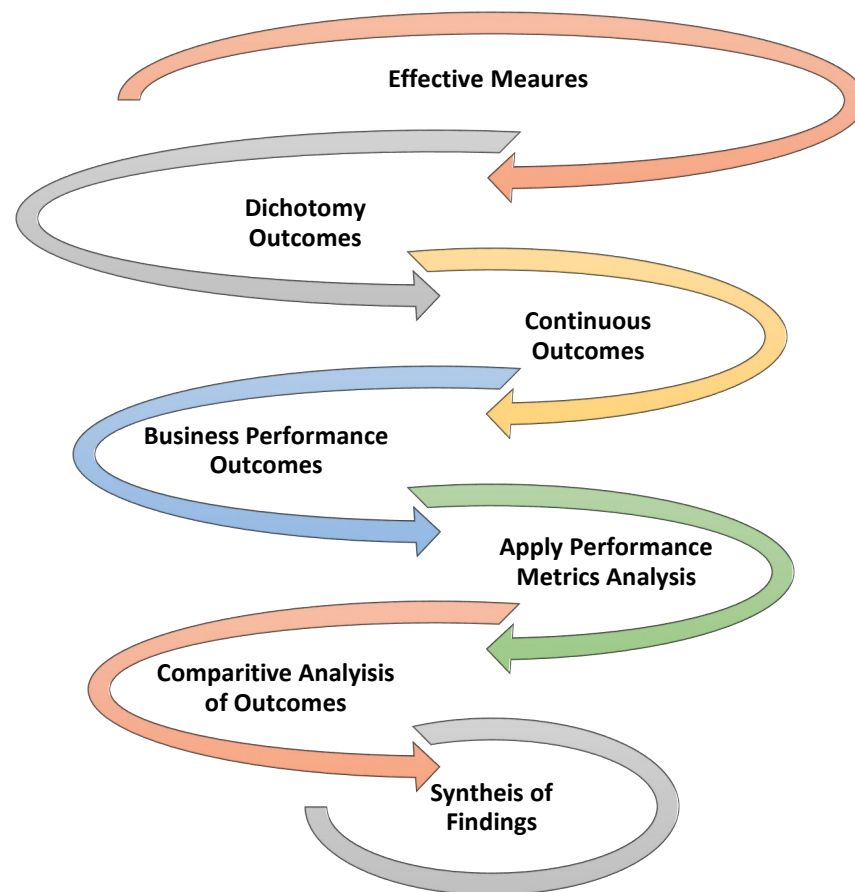 Effective Meaures
Dichotomy
Outcomes
Continuous
Outcomes
Business Performance
Outcomes
Apply Performance
Metrics Analysis
Comparitive Analyisis
of Outcomes
Syntheis of
Findings